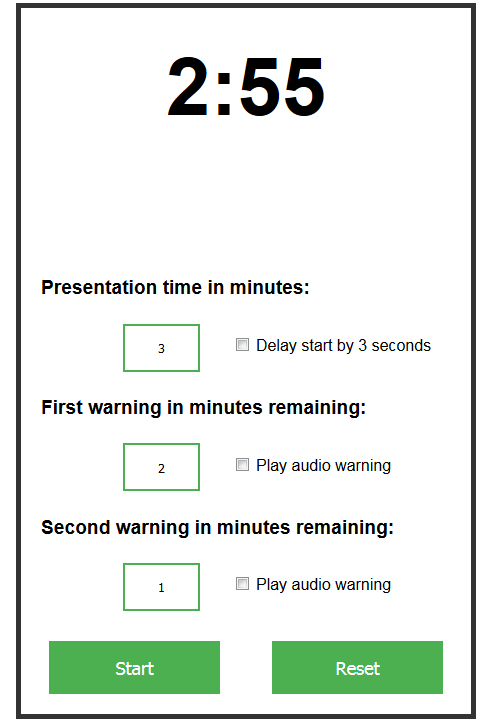 2:55
Presentation time in minutes:
3 Delay start by 3 seconds
First warning in minutes remaining:
2 Play audio warning
Second warning in minutes remaining:
1 Play audio warning
Start Reset